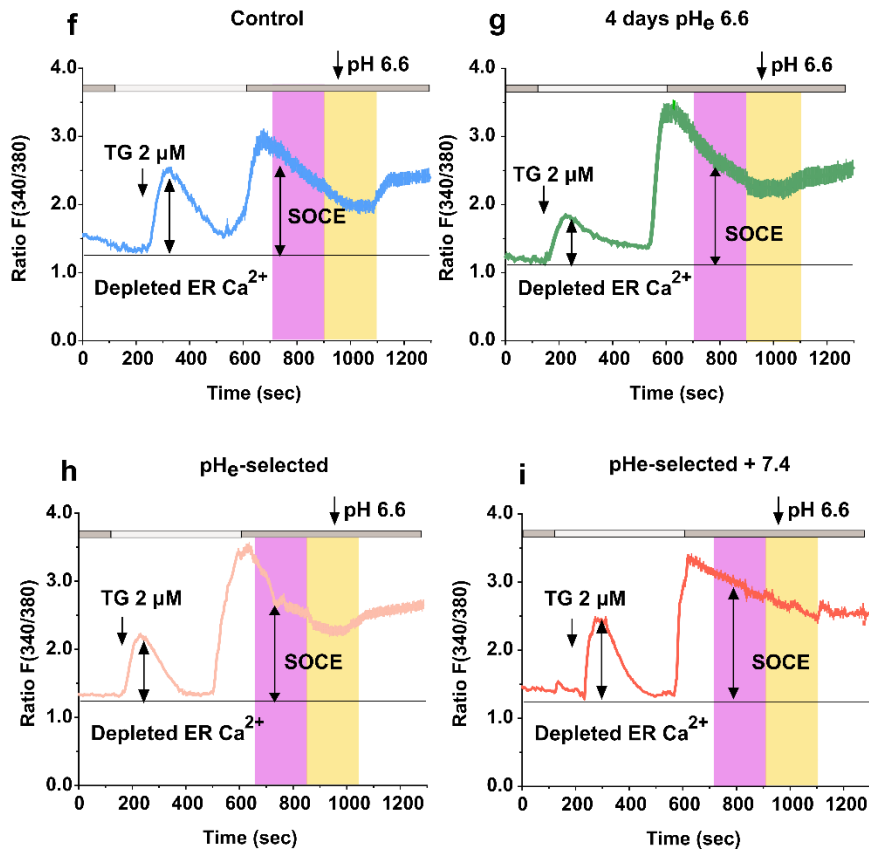 f
Control
pH 6.6
4.0
3.0
2.0
1.0
0.0
Ratio F(340/380)
TG 2 µM
SOCE
Depleted ER Ca2+
0 200 400 600 800 1000 1200
Time (sec)
g
4 days pHe 6.6
pH 6.6
4.0
3.0
2.0
1.0
0.0
Ratio F(340/380)
TG 2 µM
SOCE
Depleted ER Ca2+
0 200 400 600 800 1000 1200
Time (sec)
h
pHe-selected
pH 6.6
4.0
3.0
2.0
1.0
0.0
Ratio F(340/380)
TG 2 µM
SOCE
Depleted ER Ca2+
0 200 400 600 800 1000 1200
Time (sec)
i
pHe-selected + 7.4
pH 6.6
4.0
3.0
2.0
1.0
0.0
Ratio F(340/380)
TG 2 µM
SOCE
Depleted ER Ca2+
0 200 400 600 800 1000 1200
Time (sec)